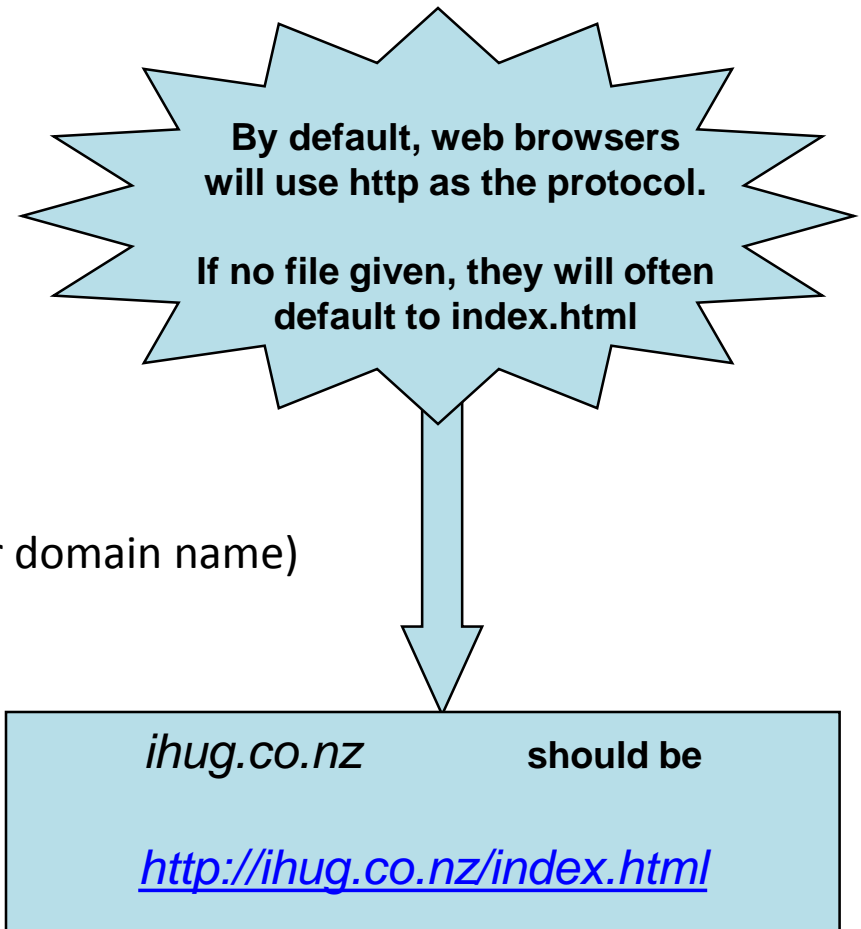 By default, web browsers
will use http as the protocol.
If no file given, they will often
default to index.html
domain name)
ihug.co.nz should be
http://ihug.co.nz/index.html